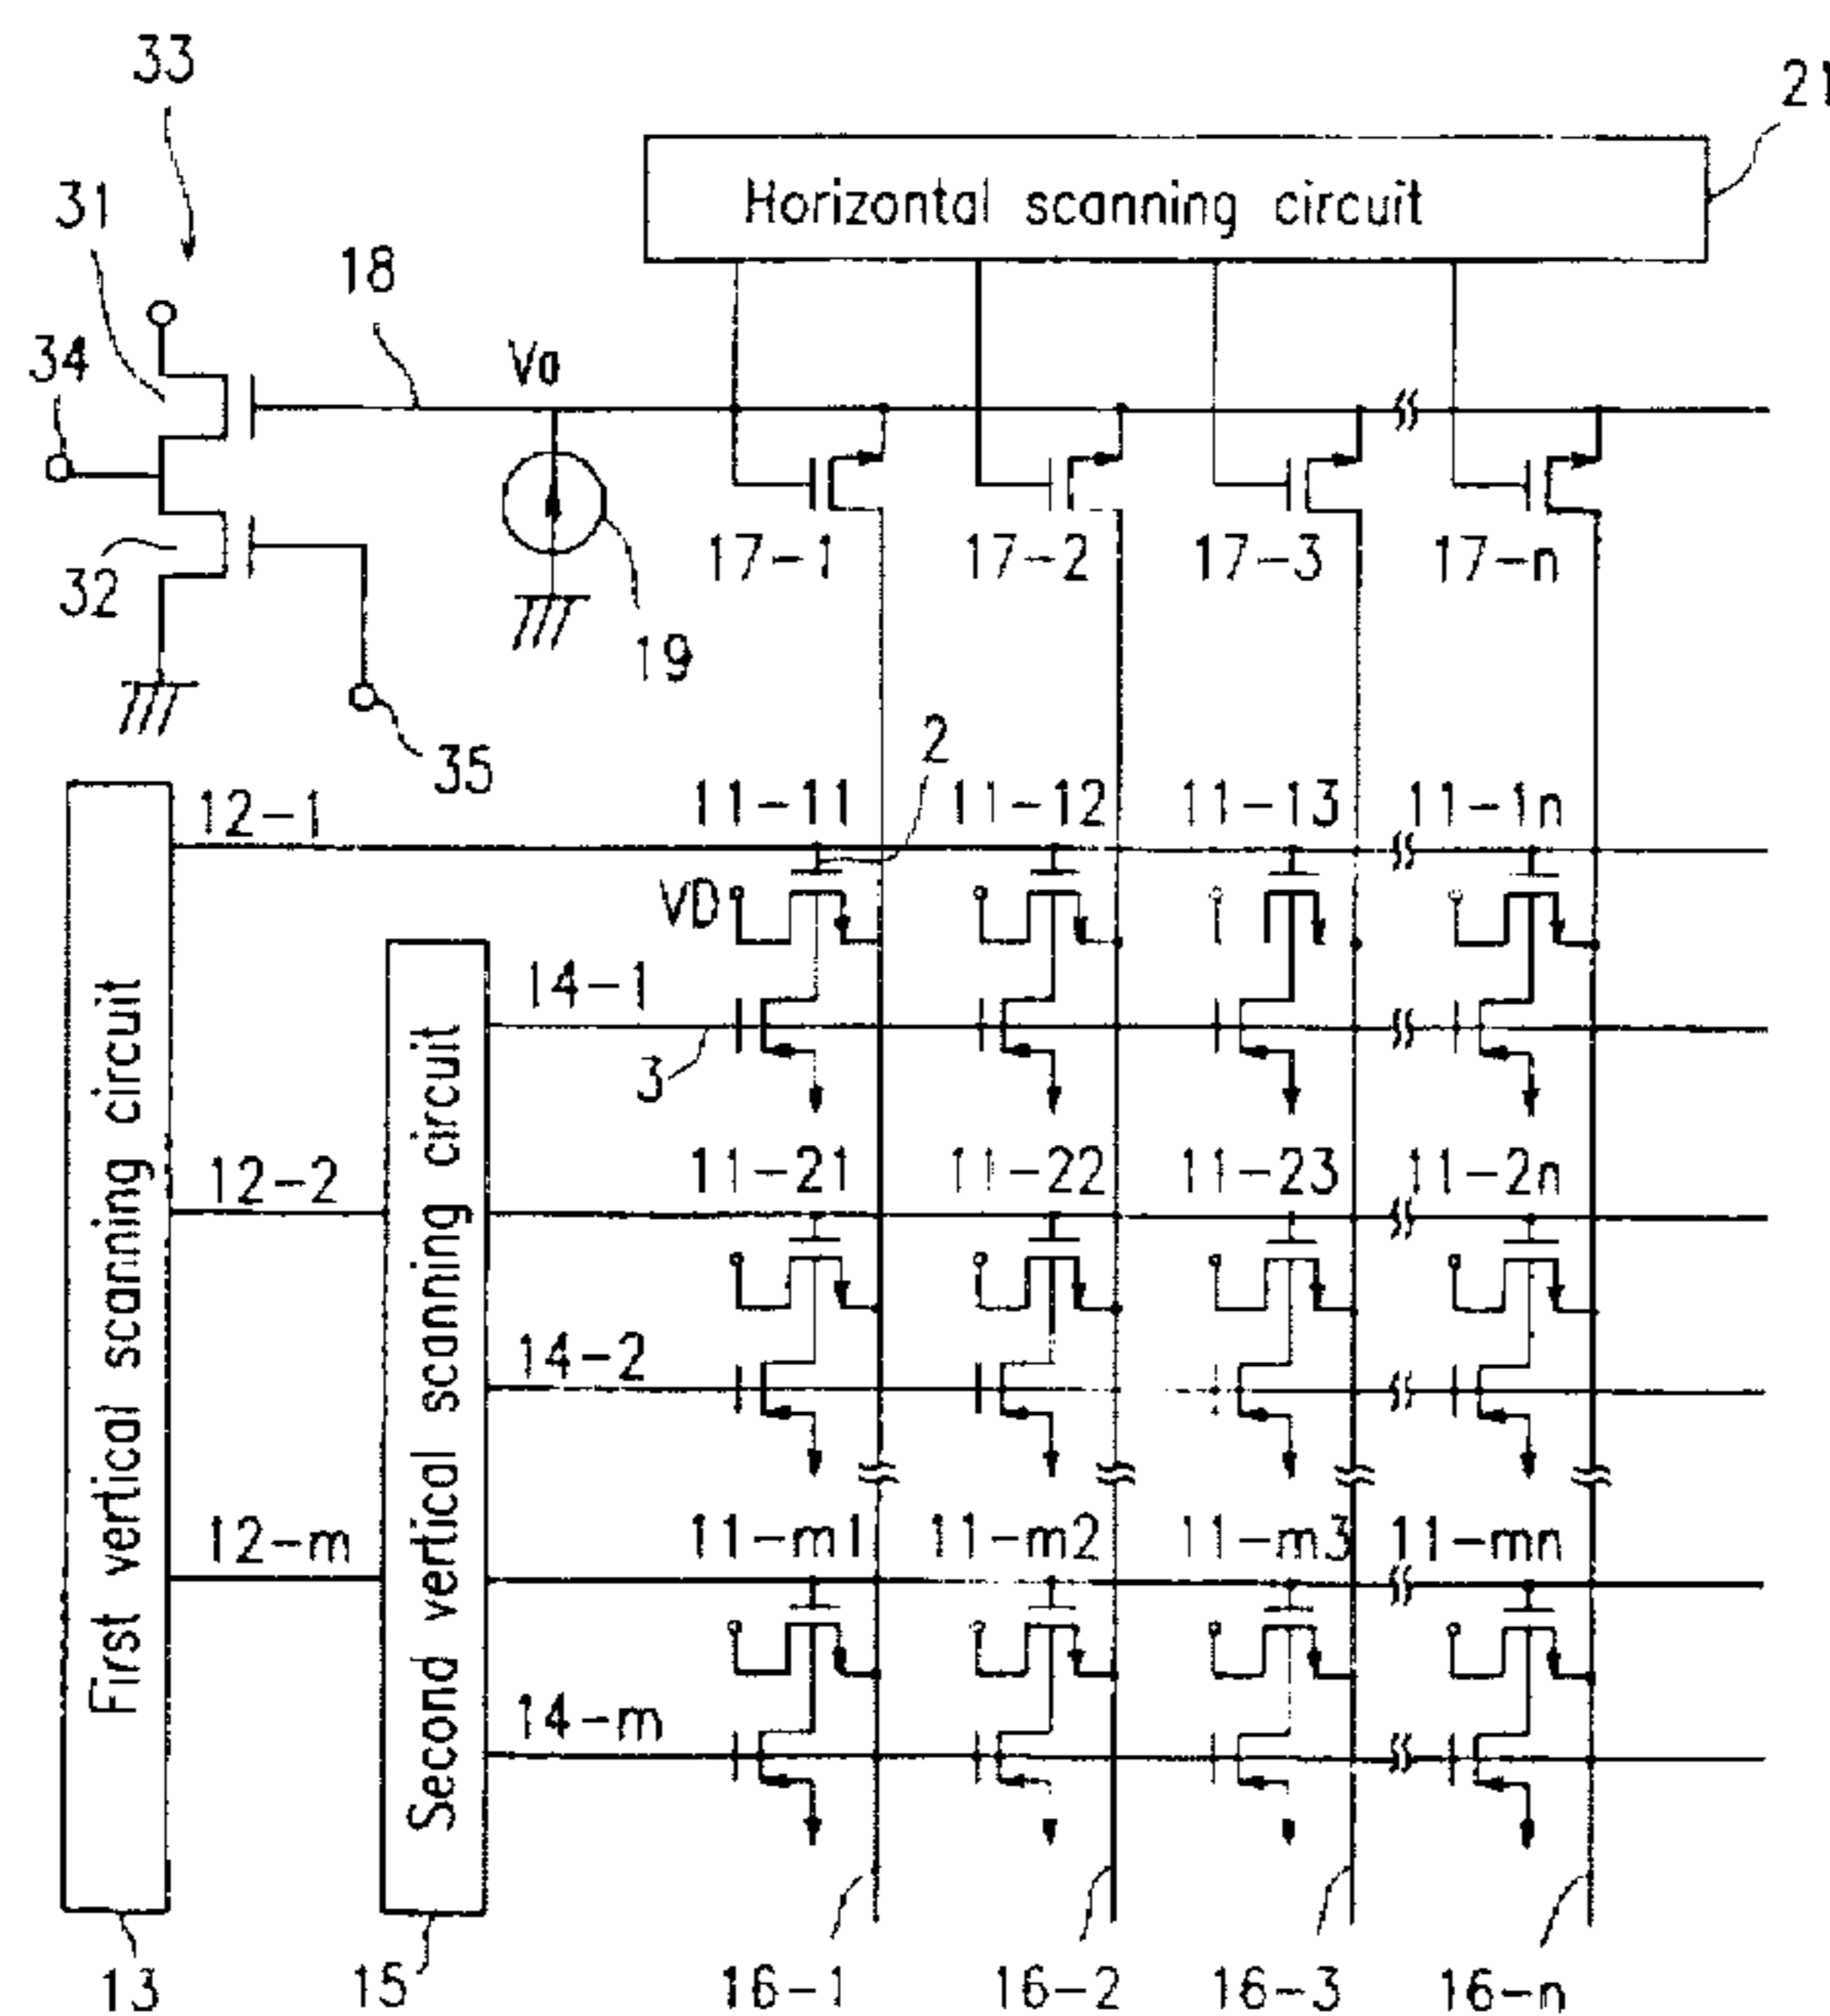 33
21
Horizontal scanning circuit
31
18
34
Va
17-1
17-2
17-3
17-n
32
19
35
2
12-1
11-11
11-12
11-13
11-1n
VD
14-1
3
First vertical scanning circuit
Second vertical scanning circuit
12-2
11-21
11-22
11-23
11-2n
14-2
12-m
11-m1
11-m2
11-m3
11-mn
14-m
13
15
16-1
16-2
16-3
16-n